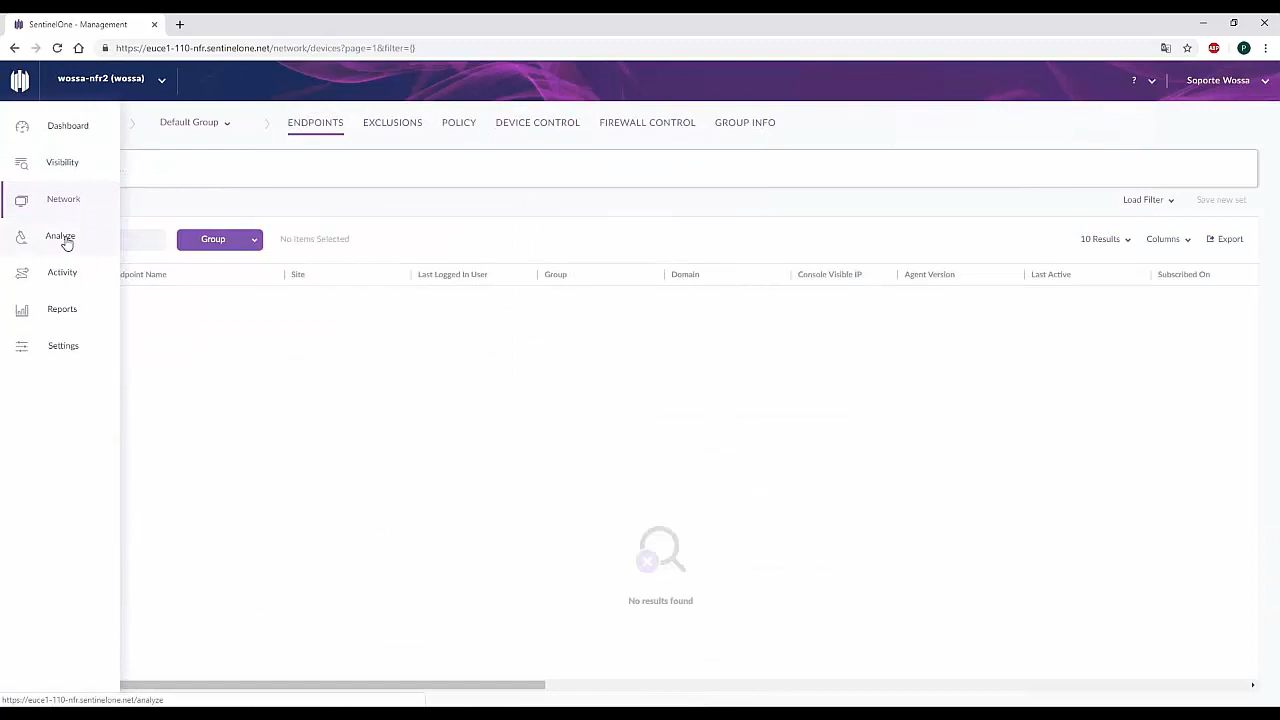 SentinelOne - Management
https://euce1-110-nfr.sentinelone.net/network/devices?page=1&filter={}
ABP
P
wossa-nfr2 (wossa)
?
Soporte Wossa
Dashboard
Visibility
Network
Analyze
Activity
Reports
Settings
Default Group
ENDPOINTS
EXCLUSIONS
POLICY
DEVICE CONTROL
FIREWALL CONTROL
GROUP INFO
Load Filter
Save new set
Group
No Items Selected
10 Results
Columns
Export
dpoint Name
Site
Last Logged In User
Group
Domain
Console Visible IP
Agent Version
Last Active
Subscribed On
No results found
https://euce1-110-nfr.sentinelone.net/analyze